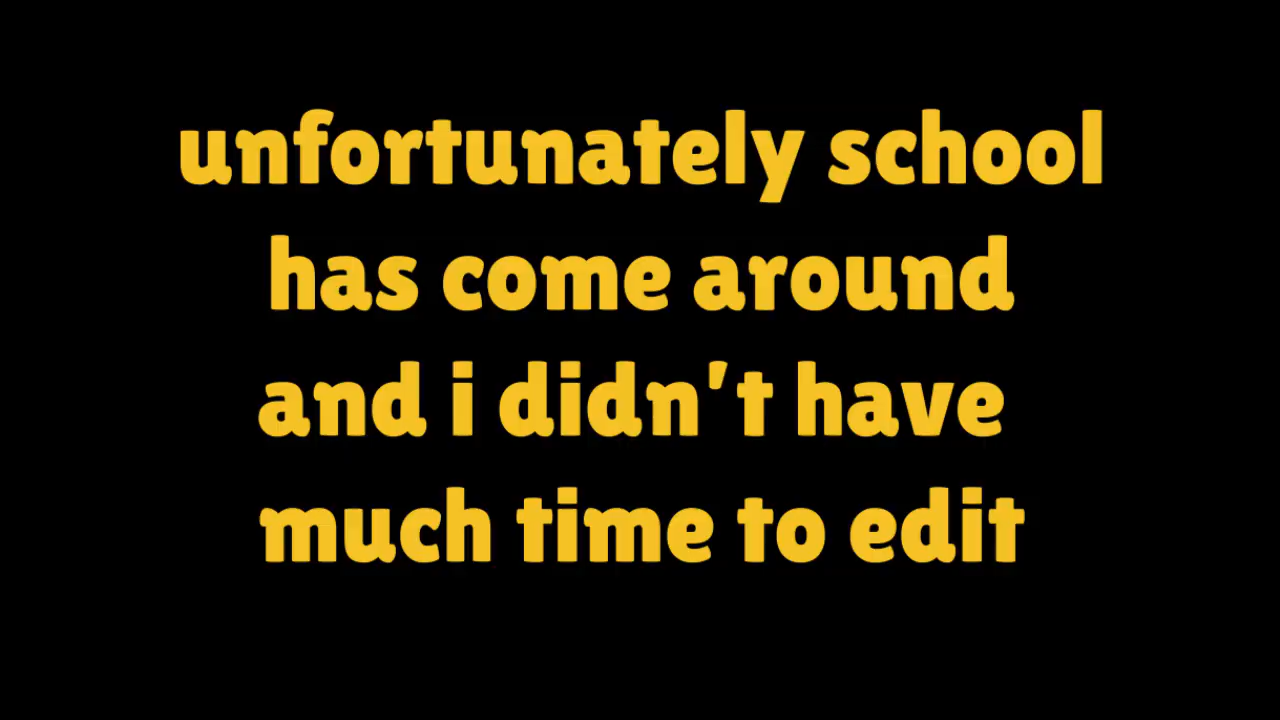 unfortunately school
has come around
and i didn't have
much time to edit